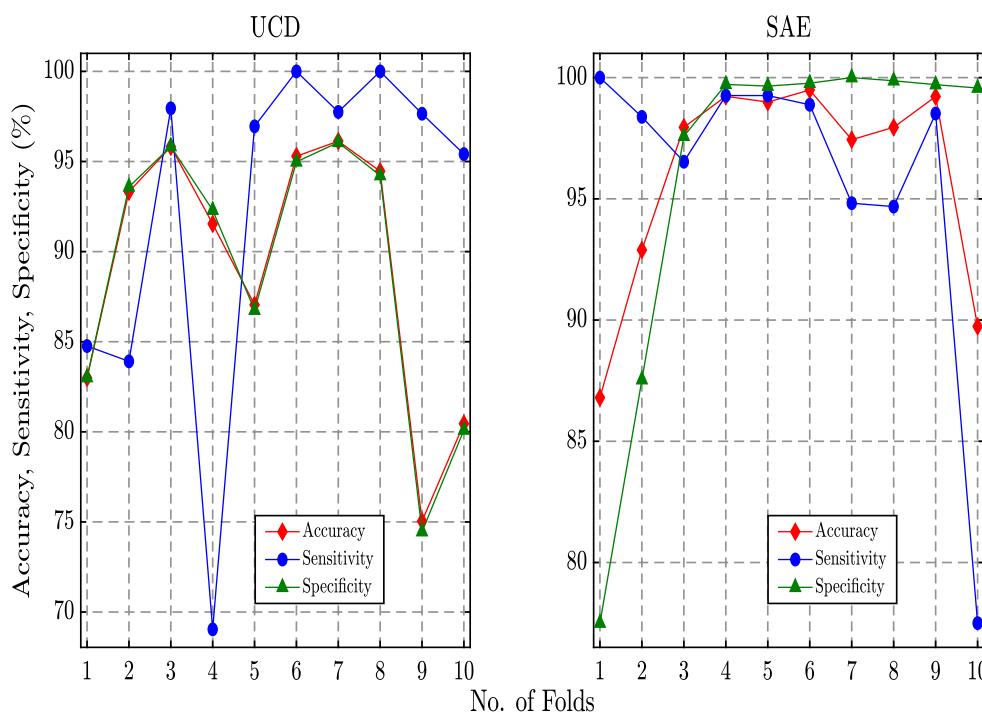 UCD
SAE
Accuracy, Sensitivity, Specificity (%)
100
95
90
85
80
75
70
1 2 3 4 5 6 7 8 9 10
Accuracy
Sensitivity
Specificity
100
95
90
85
80
1 2 3 4 5 6 7 8 9 10
Accuracy
Sensitivity
Specificity
No. of Folds